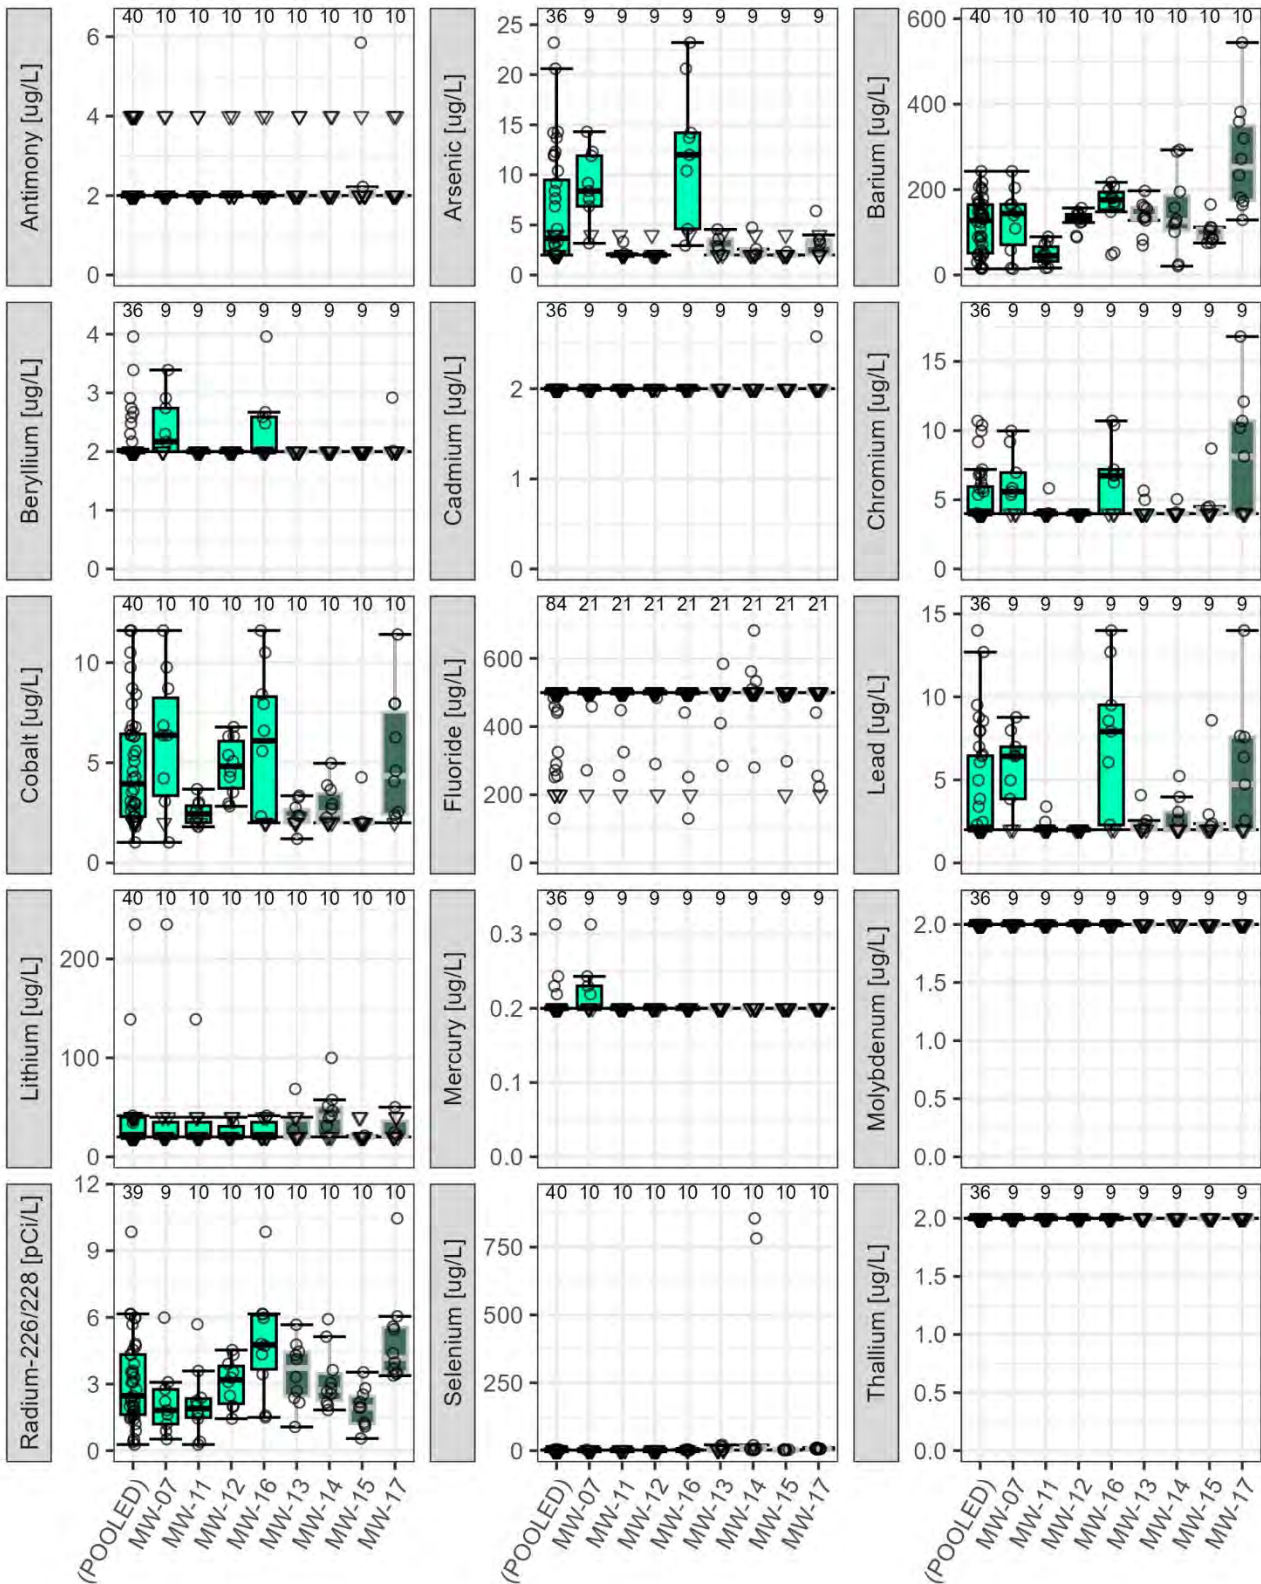 Antimony [ug/L]
40 10 10 10 10 10 10 10 10
6
4
2
0
Arsenic [ug/L]
36 9 9 9 9 9 9 9 9
25
20
15
10
5
0
Barium [ug/L]
40 10 10 10 10 10 10 10 10
600
400
200
0
Beryllium [ug/L]
36 9 9 9 9 9 9 9 9
4
3
2
1
0
Cadmium [ug/L]
36 9 9 9 9 9 9 9 9
2
1
0
Chromium [ug/L]
36 9 9 9 9 9 9 9 9
15
10
5
0
Cobalt [ug/L]
40 10 10 10 10 10 10 10 10
10
5
0
Fluoride [ug/L]
84 21 21 21 21 21 21 21 21
600
400
200
0
Lead [ug/L]
36 9 9 9 9 9 9 9 9
15
10
5
0
Lithium [ug/L]
40 10 10 10 10 10 10 10 10
200
100
0
Mercury [ug/L]
36 9 9 9 9 9 9 9 9
0.3
0.2
0.1
0.0
Molybdenum [ug/L]
36 9 9 9 9 9 9 9 9
2.0
1.5
1.0
0.5
0.0
Radium-226/228 [pCi/L]
39 9 10 10 10 10 10 10 10
12
9
6
3
0
Selenium [ug/L]
40 10 10 10 10 10 10 10 10
750
500
250
0
Thallium [ug/L]
36 9 9 9 9 9 9 9 9
2.0
1.5
1.0
0.5
0.0
(POOLED) MW-07 MW-11 MW-12 MW-16 MW-13 MW-14 MW-15 MW-17
(POOLED) MW-07 MW-11 MW-12 MW-16 MW-13 MW-14 MW-15 MW-17
(POOLED) MW-07 MW-11 MW-12 MW-16 MW-13 MW-14 MW-15 MW-17